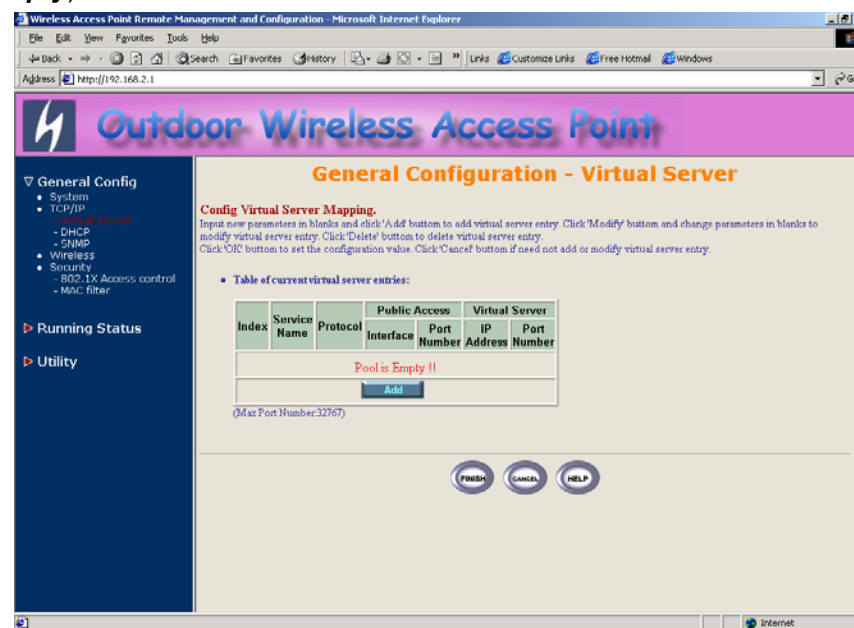 Wireless Access Point Remote Management and Configuration - Microsoft Internet Explorer
File Edit View Favorites Tools Help
Back Search Favorites History Links Customize Links Free Hotmail Windows
Address http://192.168.2.1
Outdoor Wireless Access Point
General Config
System
TCP/IP
- Virtual Server
- DHCP
- SNMP
Wireless
Security
- 802.1X Access control
- MAC filter
Running Status
Utility
General Configuration - Virtual Server
Config Virtual Server Mapping.
Input new parameters in blanks and click 'Add' buttom to add virtual server entry. Click 'Modify' buttom and change parameters in blanks to
modify virtual server entry. Click 'Delete' buttom to delete virtual server entry.
Click 'OK' buttom to set the configuration value. Click 'Cancel' buttom if need not add or modify virtual server entry.
Table of current virtual server entries:
Public Access Virtual Server
Index Service Name Protocol Interface Port Number IP Address Port Number
Pool is Empty !!
Add
(Max Port Number:32767)
FINISH CANCEL HELP
Internet